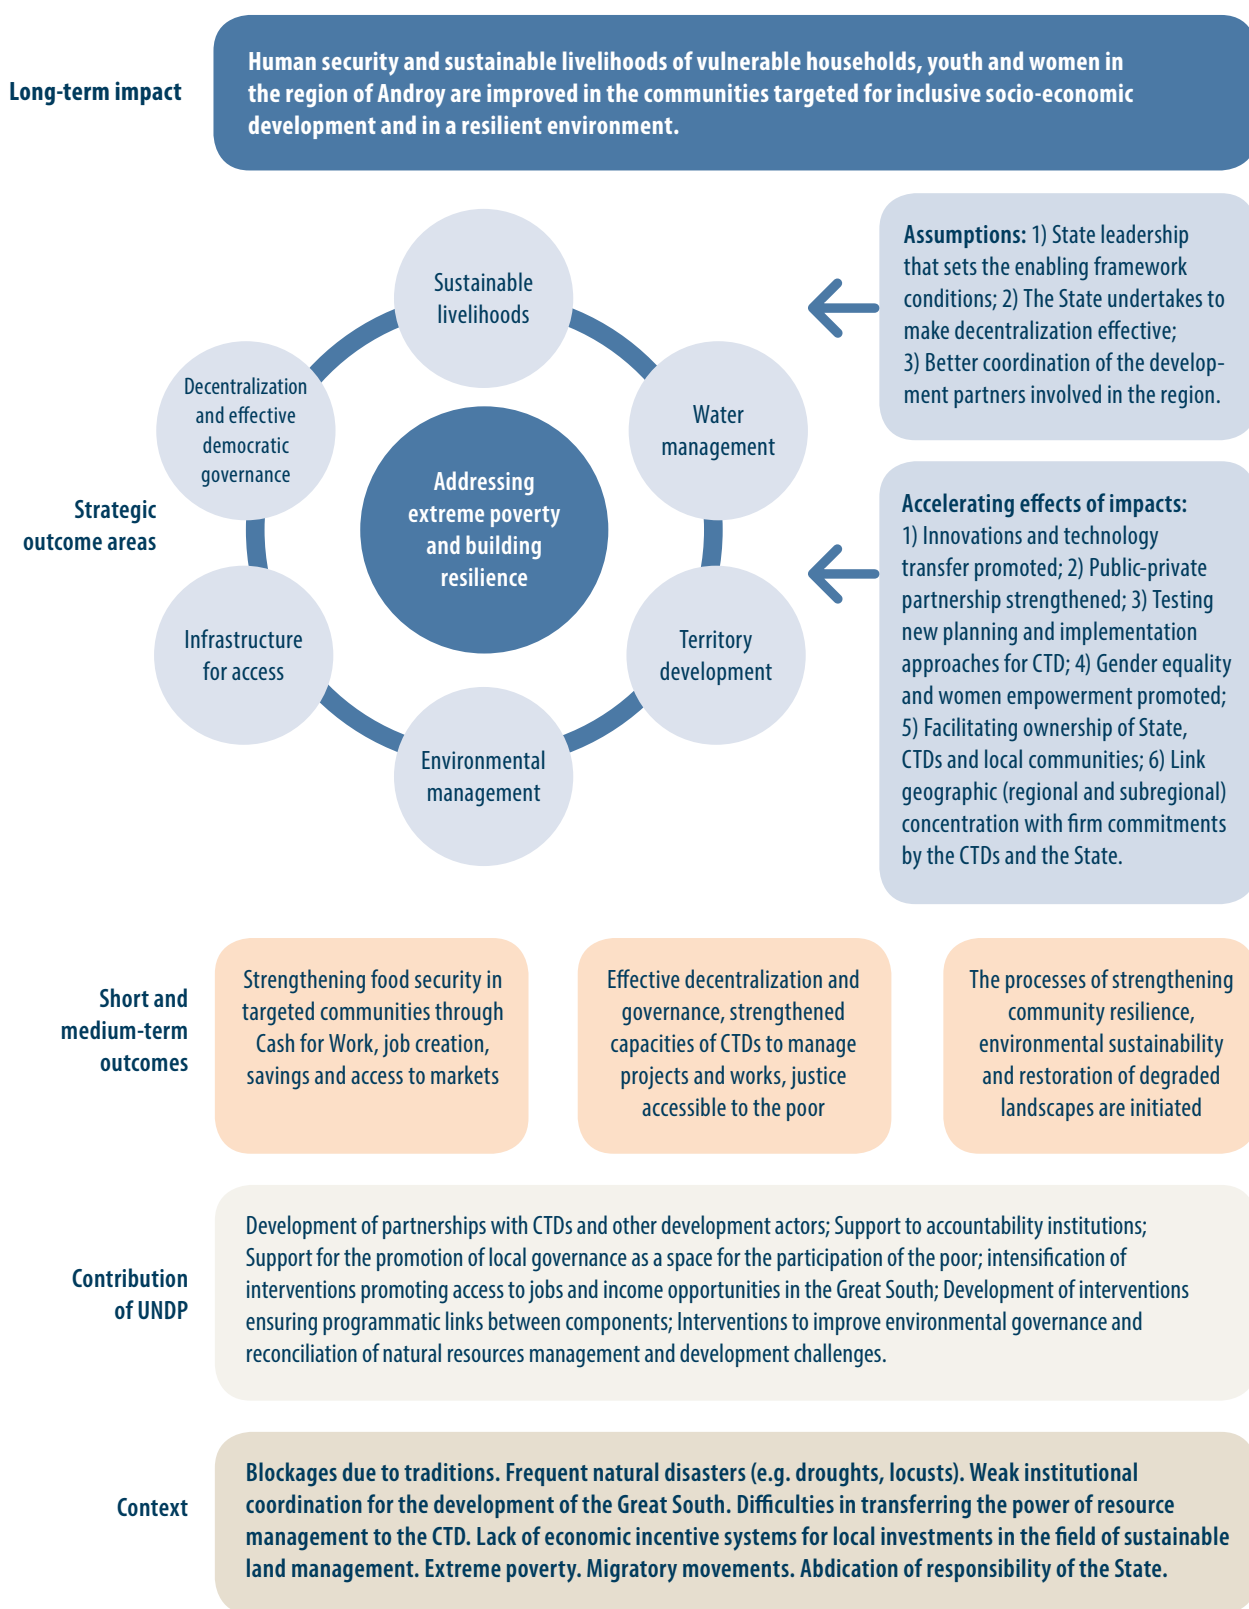 Long-term impact
Human security and sustainable livelihoods of vulnerable households, youth and women in
the region of Androy are improved in the communities targeted for inclusive socio-economic
development and in a resilient environment.
Strategic
outcome areas
Sustainable
livelihoods
Water
management
Territory
development
Environmental
management
Infrastructure
for access
Decentralization
and effective
democratic
governance
Addressing
extreme poverty
and building
resilience
Assumptions: 1) State leadership
that sets the enabling framework
conditions; 2) The State undertakes to
make decentralization effective;
3) Better coordination of the develop-
ment partners involved in the region.
Accelerating effects of impacts:
1) Innovations and technology
transfer promoted; 2) Public-private
partnership strengthened; 3) Testing
new planning and implementation
approaches for CTD; 4) Gender equality
and women empowerment promoted;
5) Facilitating ownership of State,
CTDs and local communities; 6) Link
geographic (regional and subregional)
concentration with firm commitments
by the CTDs and the State.
Short and
medium-term
outcomes
Strengthening food security in
targeted communities through
Cash for Work, job creation,
savings and access to markets
Effective decentralization and
governance, strengthened
capacities of CTDs to manage
projects and works, justice
accessible to the poor
The processes of strengthening
community resilience,
environmental sustainability
and restoration of degraded
landscapes are initiated
Contribution
of UNDP
Development of partnerships with CTDs and other development actors; Support to accountability institutions;
Support for the promotion of local governance as a space for the participation of the poor; intensification of
interventions promoting access to jobs and income opportunities in the Great South; Development of interventions
ensuring programmatic links between components; Interventions to improve environmental governance and
reconciliation of natural resources management and development challenges.
Context
Blockages due to traditions. Frequent natural disasters (e.g. droughts, locusts). Weak institutional
coordination for the development of the Great South. Difficulties in transferring the power of resource
management to the CTD. Lack of economic incentive systems for local investments in the field of sustainable
land management. Extreme poverty. Migratory movements. Abdication of responsibility of the State.